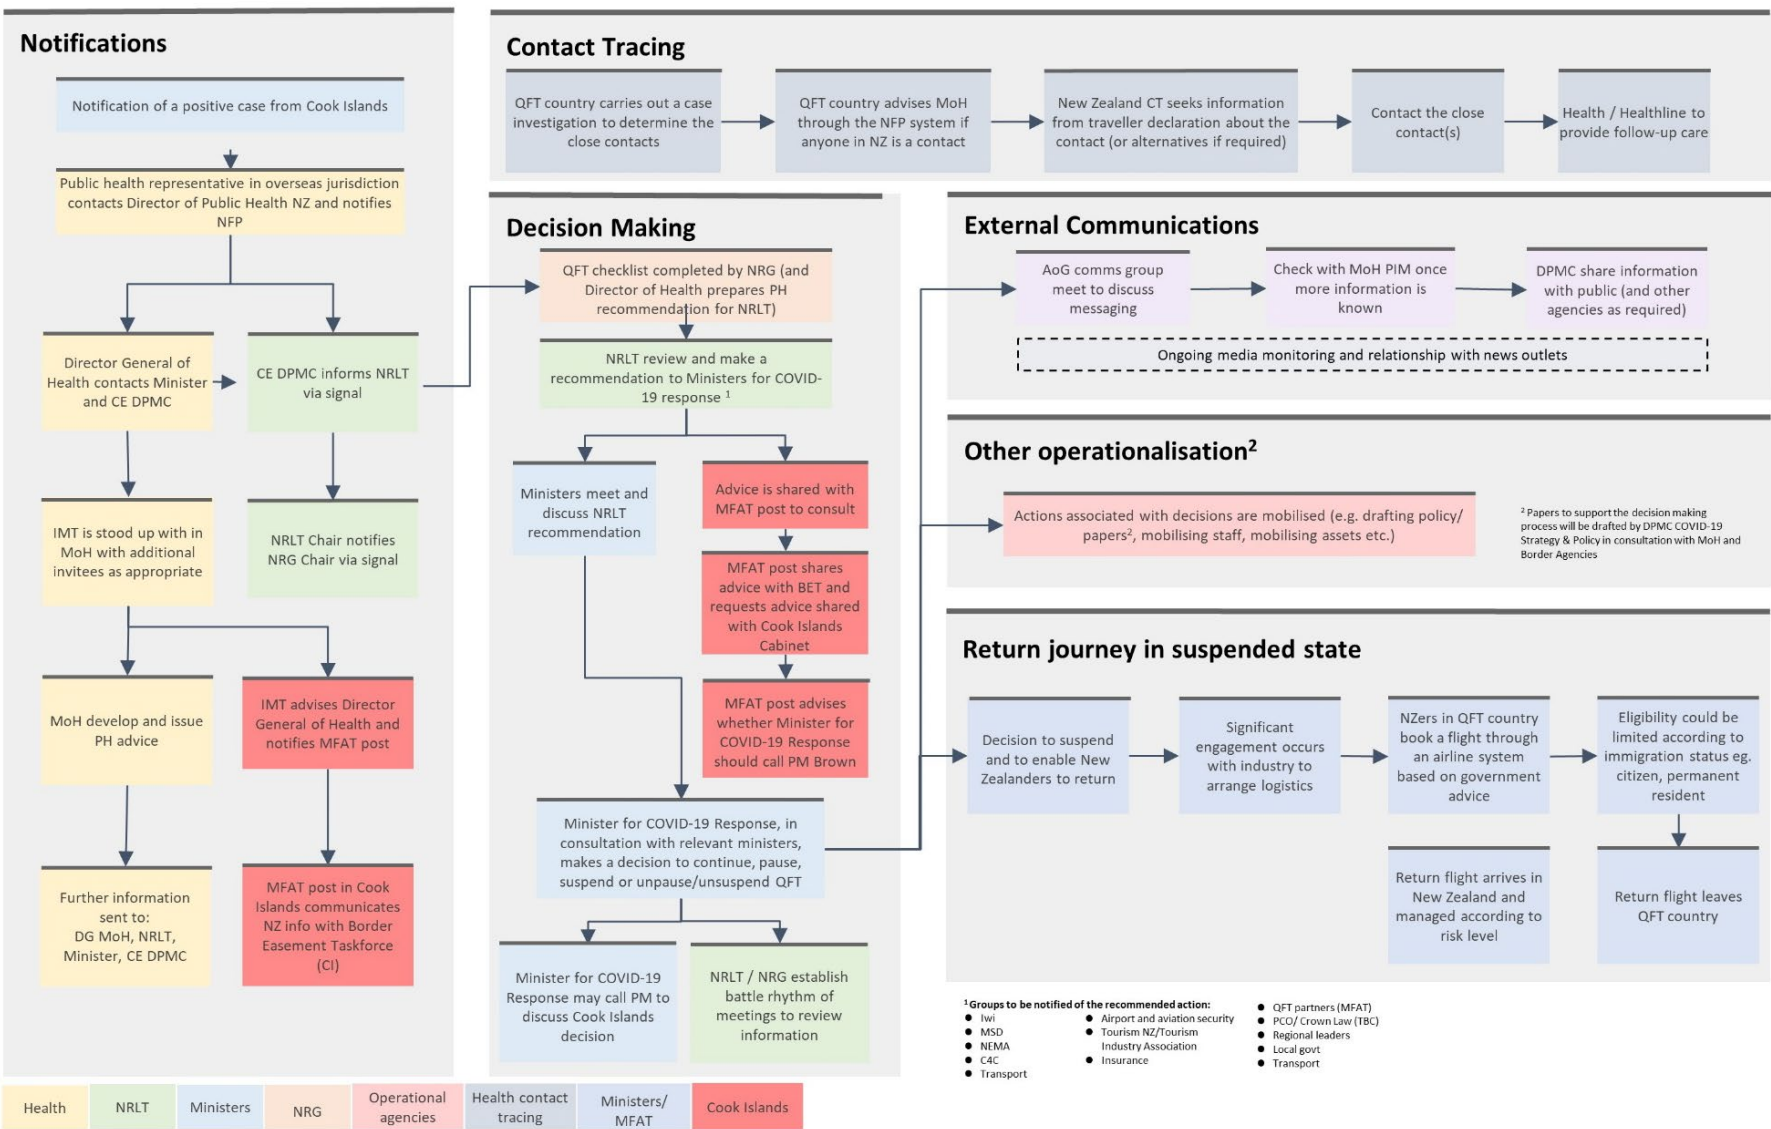 Notifications
Notification of a positive case from Cook Islands
Public health representative in overseas jurisdiction
contacts Director of Public Health NZ and notifies
NFP
Director General of
Health contacts Minister
and CE DPMC
CE DPMC informs NRLT
via signal
IMT is stood up with in
MoH with additional
invitees as appropriate
NRLT Chair notifies
NRG Chair via signal
MoH develop and issue
PH advice
IMT advises Director
General of Health and
notifies MFAT post
Further information
sent to:
DG MoH, NRLT,
Minister, CE DPMC
MFAT post in Cook
Islands communicates
NZ info with Border
Easement Taskforce
(CI)
Contact Tracing
QFT country carries out a case
investigation to determine the
close contacts
QFT country advises MoH
through the NFP system if
anyone in NZ is a contact
New Zealand CT seeks information
from traveller declaration about the
contact (or alternatives if required)
Contact the close
contact(s)
Health / Healthline to
provide follow-up care
Decision Making
QFT checklist completed by NRG (and
Director of Health prepares PH
recommendation for NRLT)
NRLT review and make a
recommendation to Ministers for COVID-
19 response 1
Ministers meet and
discuss NRLT
recommendation
Advice is shared with
MFAT post to consult
MFAT post shares
advice with BET and
requests advice shared
with Cook Islands
Cabinet
MFAT post advises
whether Minister for
COVID-19 Response
should call PM Brown
Minister for COVID-19 Response, in
consultation with relevant ministers,
makes a decision to continue, pause,
suspend or unpause/unsuspend QFT
Minister for COVID-19
Response may call PM to
discuss Cook Islands
decision
NRLT / NRG establish
battle rhythm of
meetings to review
information
External Communications
AoG comms group
meet to discuss
messaging
Check with MoH PIM once
more information is
known
DPMC share information
with public (and other
agencies as required)
Ongoing media monitoring and relationship with news outlets
Other operationalisation2
Actions associated with decisions are mobilised (e.g. drafting policy/
papers2, mobilising staff, mobilising assets etc.)
2 Papers to support the decision making
process will be drafted by DPMC COVID-19
Strategy & Policy in consultation with MoH and
Border Agencies
Return journey in suspended state
Decision to suspend
and to enable New
Zealanders to return
Significant
engagement occurs
with industry to
arrange logistics
NZers in QFT country
book a flight through
an airline system
based on government
advice
Eligibility could be
limited according to
immigration status eg.
citizen, permanent
resident
Return flight arrives in
New Zealand and
managed according to
risk level
Return flight leaves
QFT country
1 Groups to be notified of the recommended action:
● Iwi
● MSD
● NEMA
● C4C
● Transport
● Airport and aviation security
● Tourism NZ/Tourism
Industry Association
● Insurance
● QFT partners (MFAT)
● PCO/ Crown Law (TBC)
● Regional leaders
● Local govt
● Transport
Health
NRLT
Ministers
NRG
Operational
agencies
Health contact
tracing
Ministers/
MFAT
Cook Islands